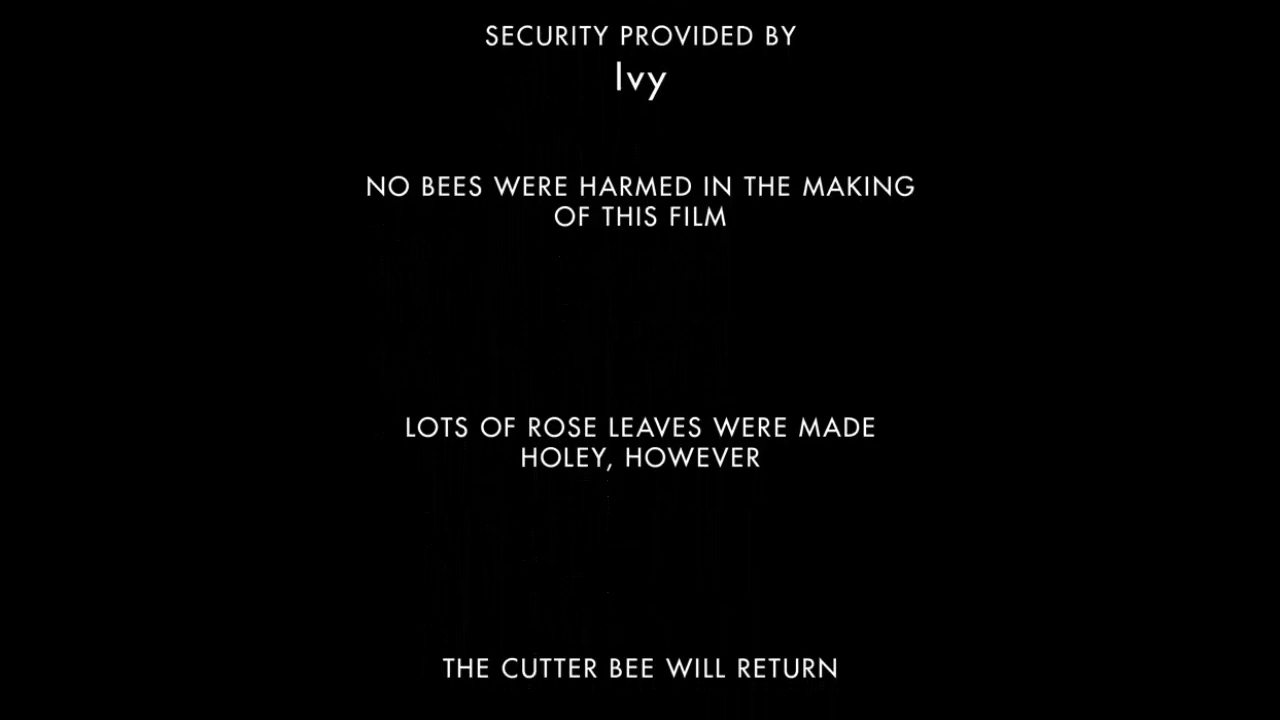 SECURITY PROVIDED BY
Ivy
NO BEES WERE HARMED IN THE MAKING
OF THIS FILM
LOTS OF ROSE LEAVES WERE MADE
HOLEY, HOWEVER
THE CUTTER BEE WILL RETURN